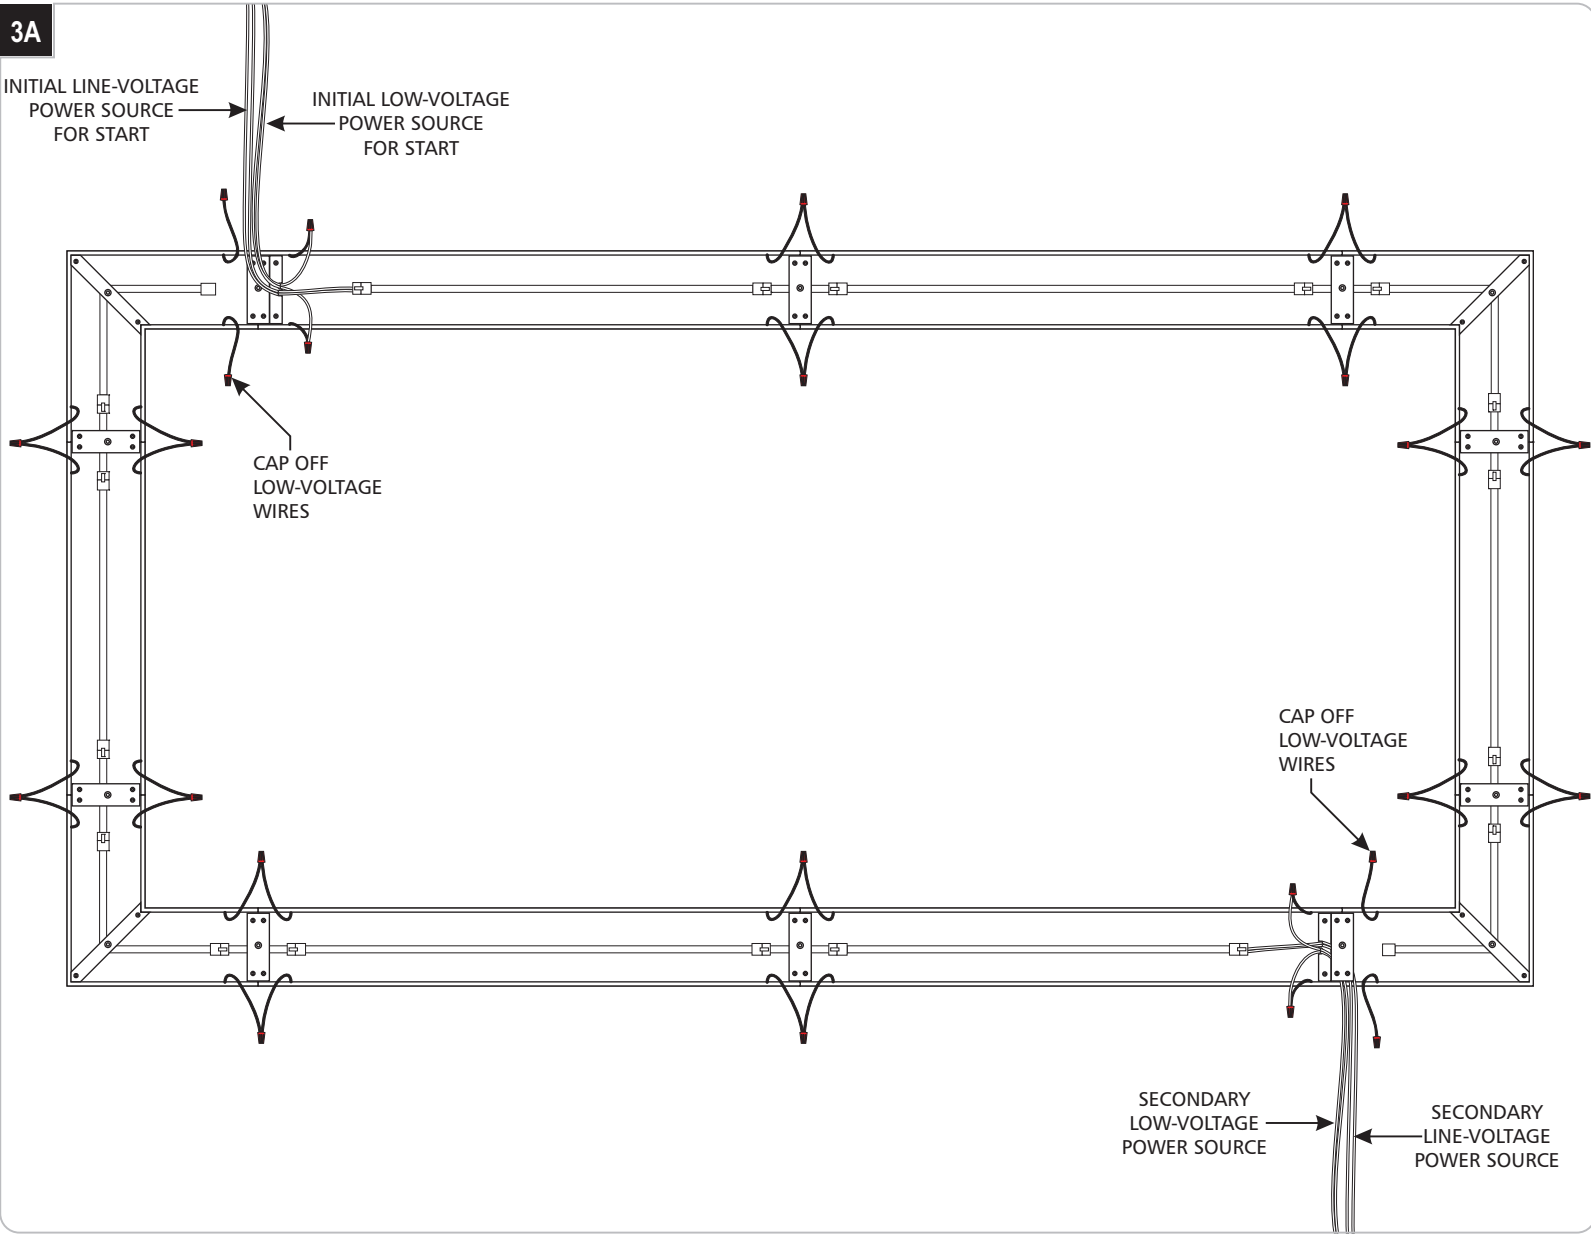 3A
INITIAL LINE-VOLTAGE
POWER SOURCE
FOR START
INITIAL LOW-VOLTAGE
POWER SOURCE
FOR START
CAP OFF
LOW-VOLTAGE
WIRES
CAP OFF
LOW-VOLTAGE
WIRES
SECONDARY
LOW-VOLTAGE
POWER SOURCE
SECONDARY
LINE-VOLTAGE
POWER SOURCE